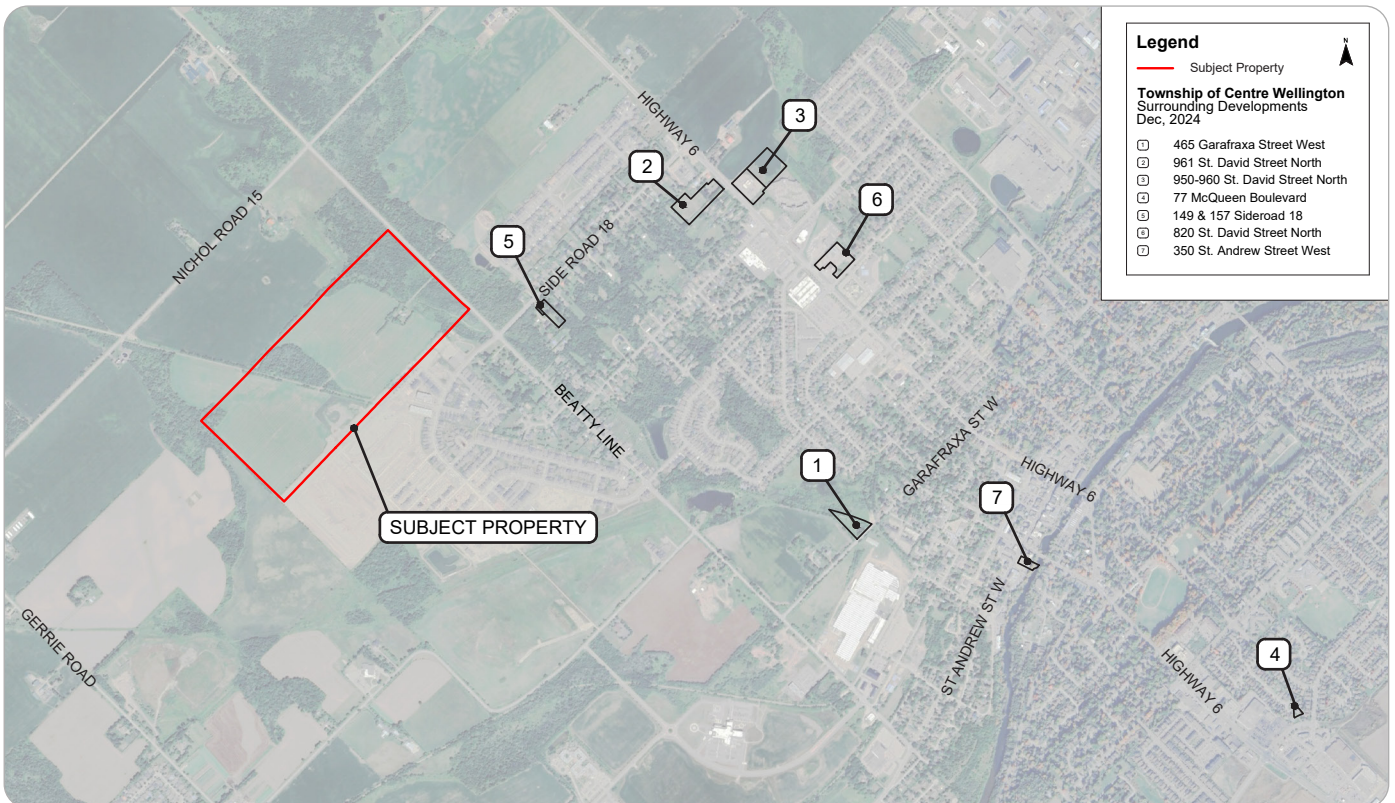 Legend
N
Subject Property
Township of Centre Wellington
Surrounding Developments
Dec, 2024
1 465 Garafraxa Street West
2 961 St. David Street North
3 950-960 St. David Street North
4 77 McQueen Boulevard
5 149 & 157 Sideroad 18
6 820 St. David Street North
7 350 St. Andrew Street West
HIGHWAY 6
3
2
6
NICHOL ROAD 15
5
SIDE ROAD 18
BEATTY LINE
GARAFRAXA ST W
1
HIGHWAY 6
7
SUBJECT PROPERTY
ST ANDREW ST W
GERRIE ROAD
4
HIGHWAY 6